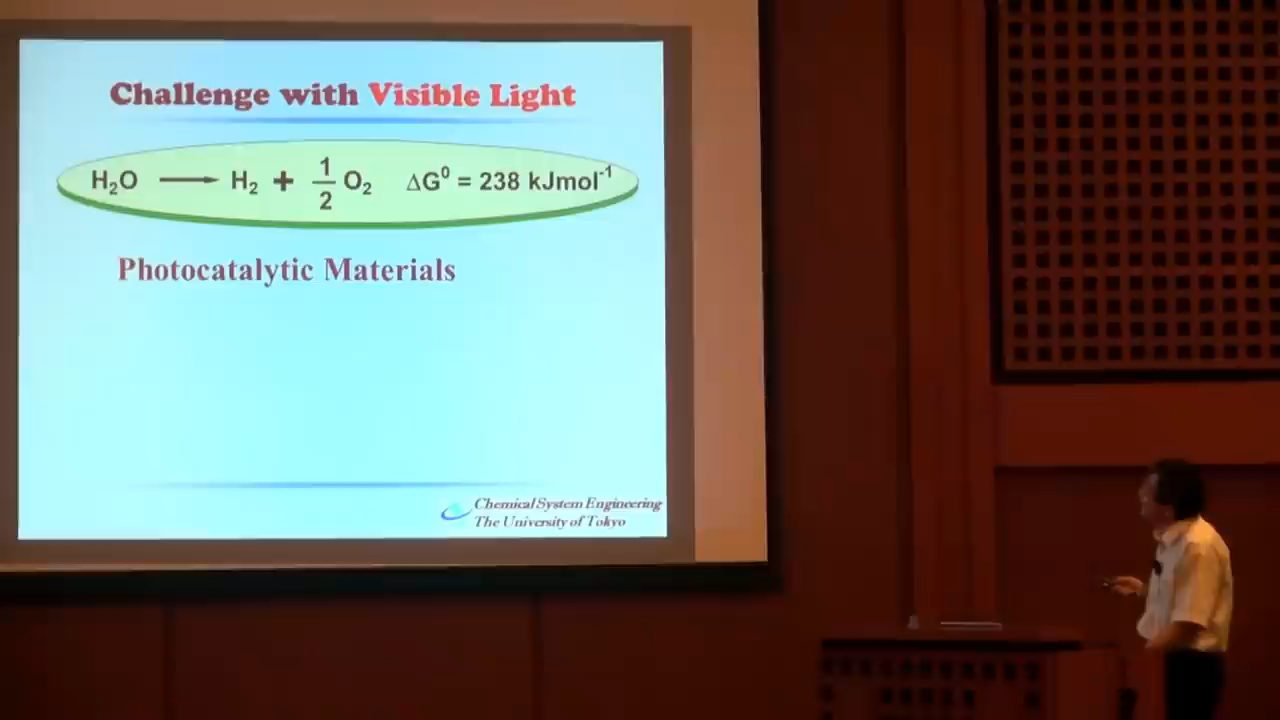 Challenge with Visible Light
H₂O ⟶ H₂ + 1/2 O₂ ΔG⁰ = 238 kJmol⁻¹
Photocatalytic Materials
Chemical System Engineering
The University of Tokyo